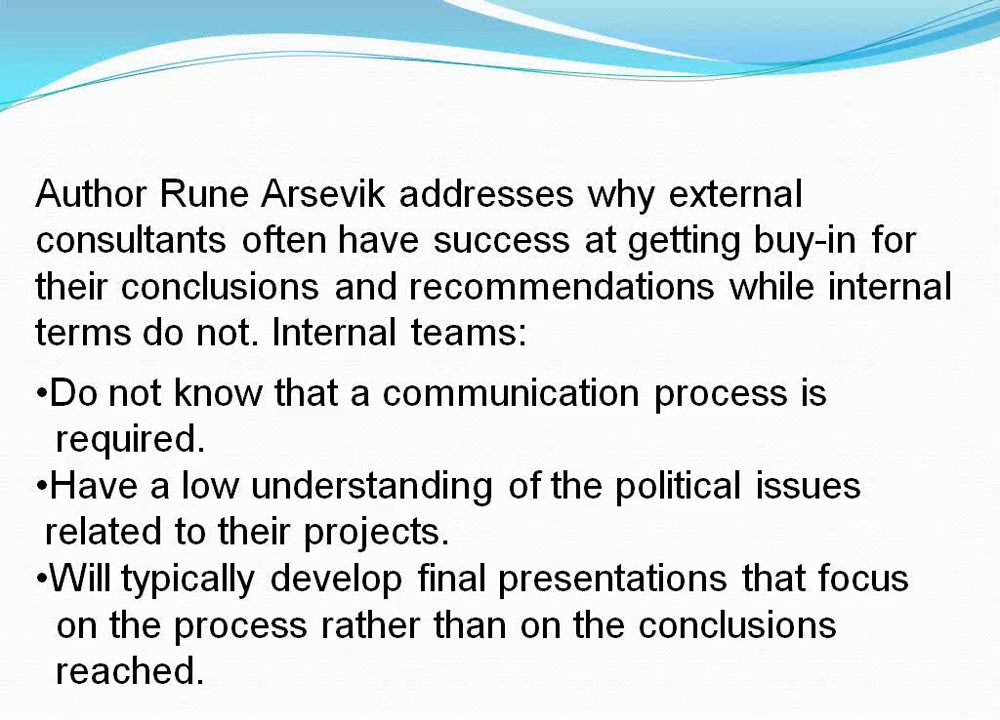 Author Rune Arsevik addresses why external
consultants often have success at getting buy-in for
their conclusions and recommendations while internal
terms do not. Internal teams:
•Do not know that a communication process is
required.
•Have a low understanding of the political issues
related to their projects.
•Will typically develop final presentations that focus
on the process rather than on the conclusions
reached.